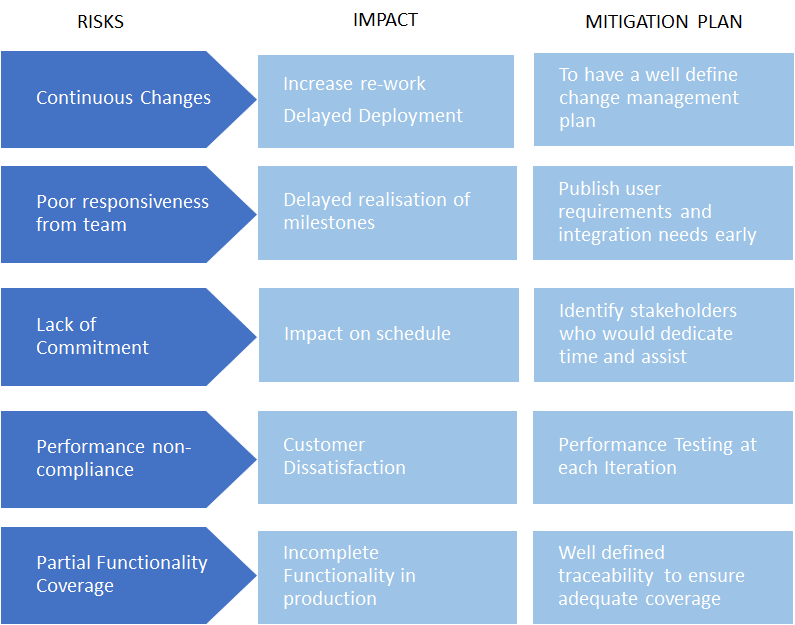 RISKS
IMPACT
MITIGATION PLAN
Continuous Changes
Increase re-work
Delayed Deployment
To have a well define
change management
plan
Poor responsiveness
from team
Delayed realisation of
milestones
Publish user
requirements and
integration needs early
Lack of
Commitment
Impact on schedule
Identify stakeholders
who would dedicate
time and assist
Performance non-
compliance
Customer
Dissatisfaction
Performance Testing at
each Iteration
Partial Functionality
Coverage
Incomplete
Functionality in
production
Well defined
traceability to ensure
adequate coverage